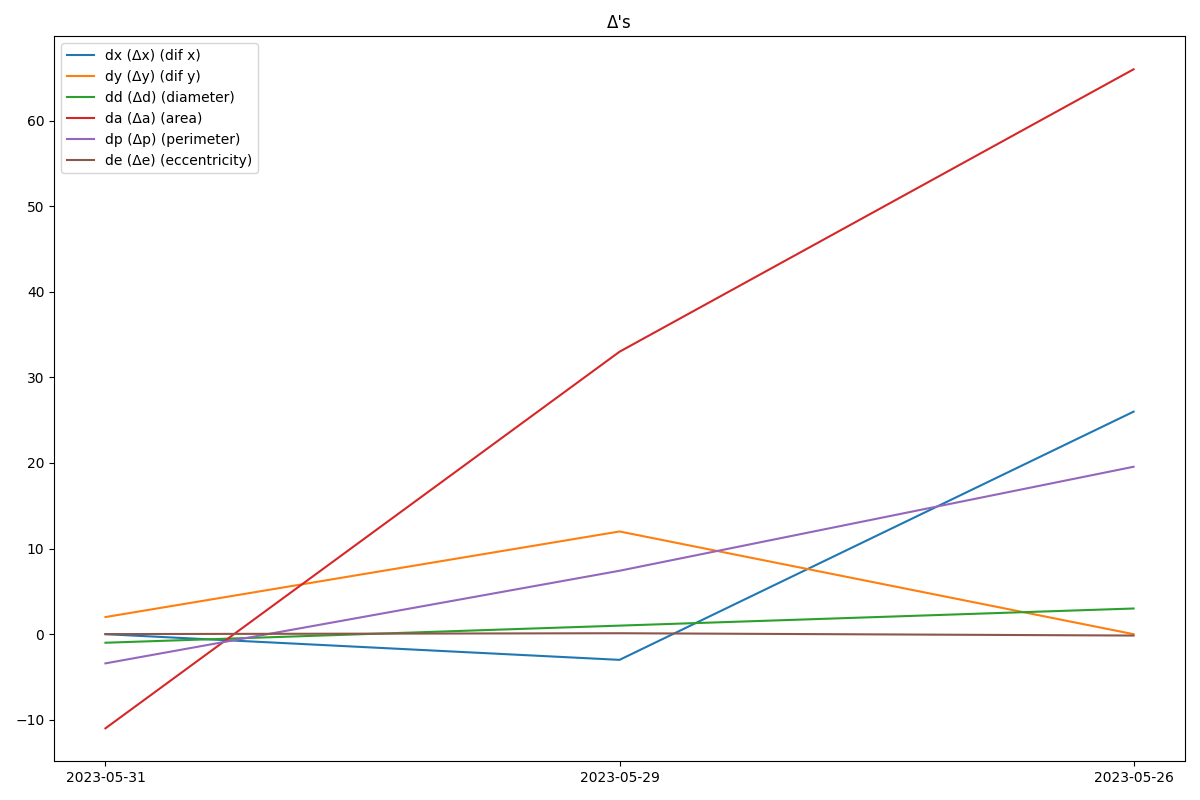 Δ's
dx (Δx) (dif x)
dy (Δy) (dif y)
dd (Δd) (diameter)
da (Δa) (area)
dp (Δp) (perimeter)
de (Δe) (eccentricity)
60
50
40
30
20
10
0
−10
2023-05-31 2023-05-29 2023-05-26